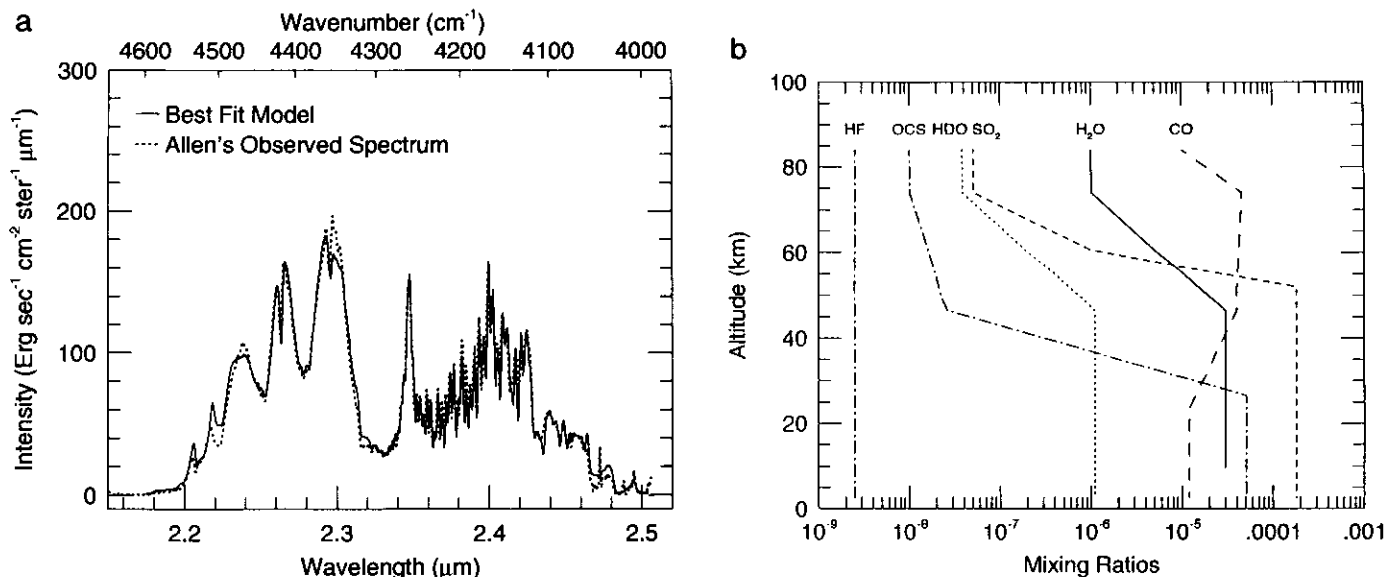 a
Wavenumber (cm⁻¹)
4600 4500 4400 4300 4200 4100 4000
300
200
100
0
Intensity (Erg sec⁻¹ cm⁻² ster⁻¹ μm⁻¹)
Best Fit Model
Allen's Observed Spectrum
2.2 2.3 2.4 2.5
Wavelength (μm)
b
100
80
60
40
20
0
Altitude (km)
HF OCS HDO SO₂ H₂O CO
10⁻⁹ 10⁻⁸ 10⁻⁷ 10⁻⁶ 10⁻⁵ .0001 .001
Mixing Ratios